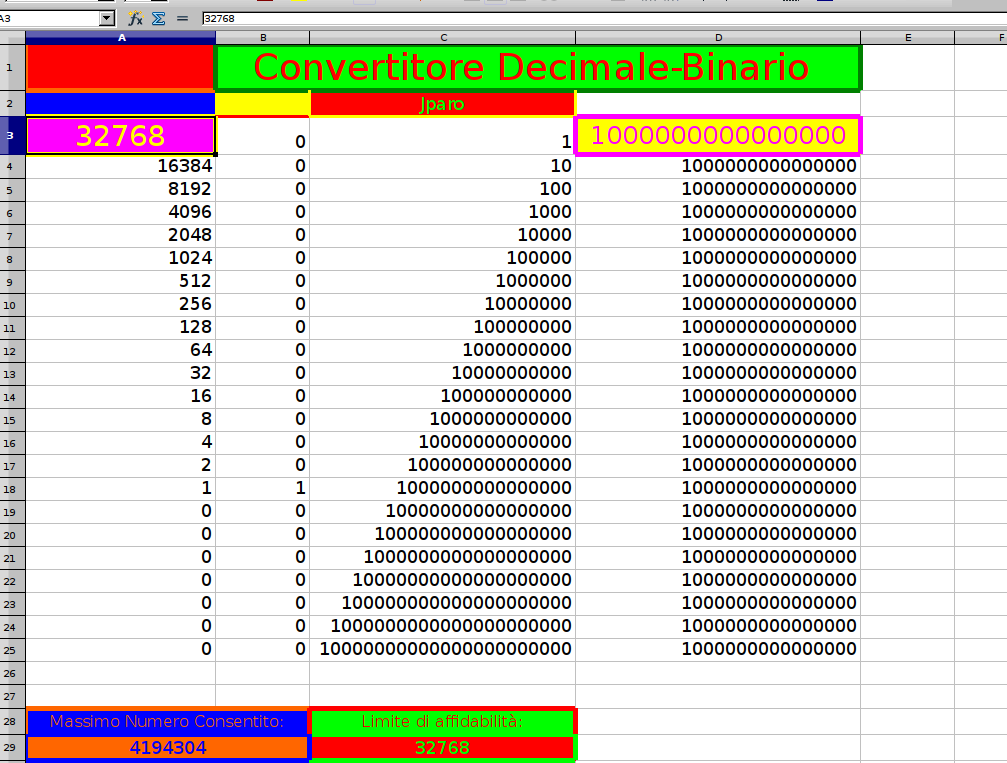 A3 32768
A B C D E F
1 Convertitore Decimale-Binario
2 Jparo
3 32768 0 1 1000000000000000
4 16384 0 10 1000000000000000
5 8192 0 100 1000000000000000
6 4096 0 1000 1000000000000000
7 2048 0 10000 1000000000000000
8 1024 0 100000 1000000000000000
9 512 0 1000000 1000000000000000
10 256 0 10000000 1000000000000000
11 128 0 100000000 1000000000000000
12 64 0 1000000000 1000000000000000
13 32 0 10000000000 1000000000000000
14 16 0 100000000000 1000000000000000
15 8 0 1000000000000 1000000000000000
16 4 0 10000000000000 1000000000000000
17 2 0 100000000000000 1000000000000000
18 1 1 1000000000000000 1000000000000000
19 0 0 10000000000000000 1000000000000000
20 0 0 100000000000000000 1000000000000000
21 0 0 1000000000000000000 1000000000000000
22 0 0 10000000000000000000 1000000000000000
23 0 0 100000000000000000000 1000000000000000
24 0 0 1000000000000000000000 1000000000000000
25 0 0 10000000000000000000000 1000000000000000
26
27
28 Massimo Numero Consentito: Limite di affidabilità:
29 4194304 32768